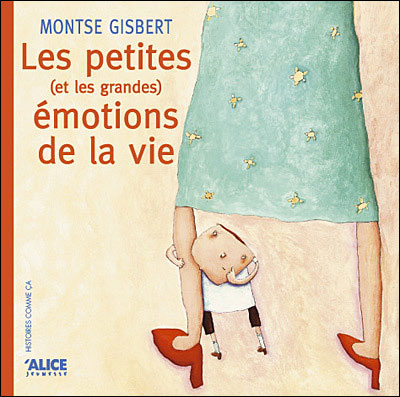 MONTSE GISBERT
Les petites
(et les grandes)
émotions
de la vie
HISTOIRES COMME ÇA
'ALICE
JEUNESSE